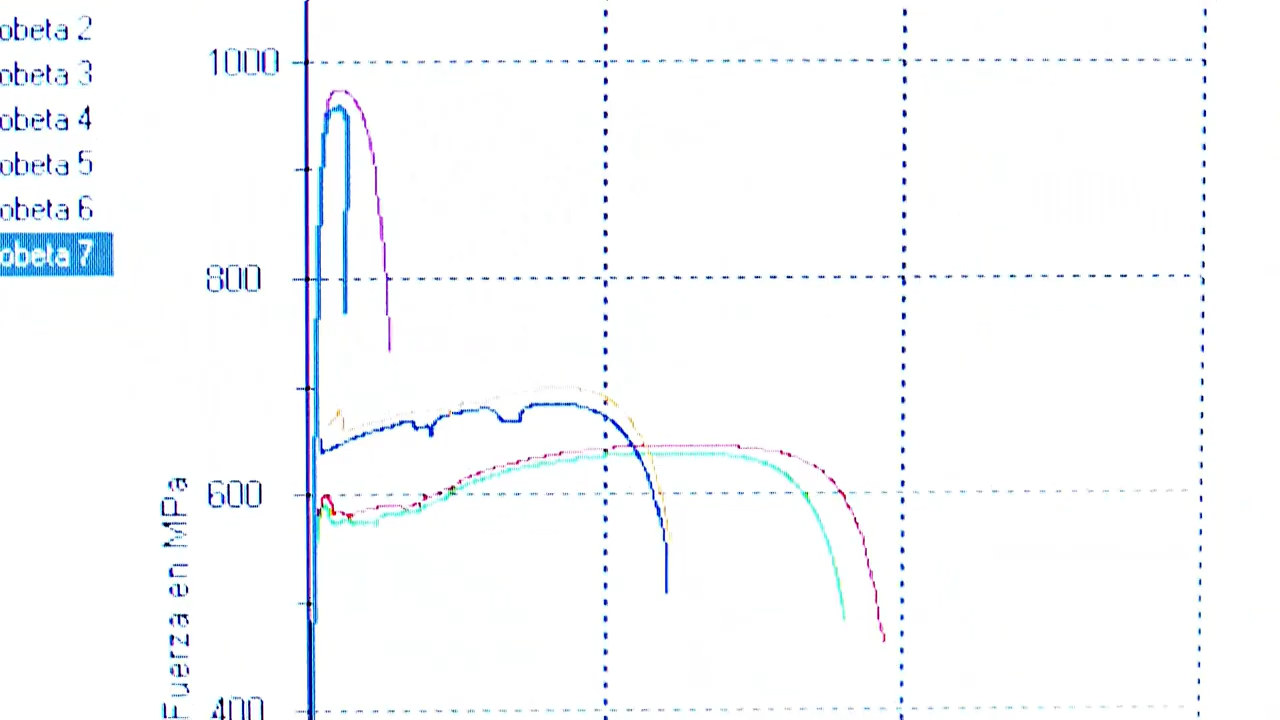 obeta 2
obeta 3
obeta 4
obeta 5
obeta 6
obeta 7
1000
800
600
400
Fuerza en MPa